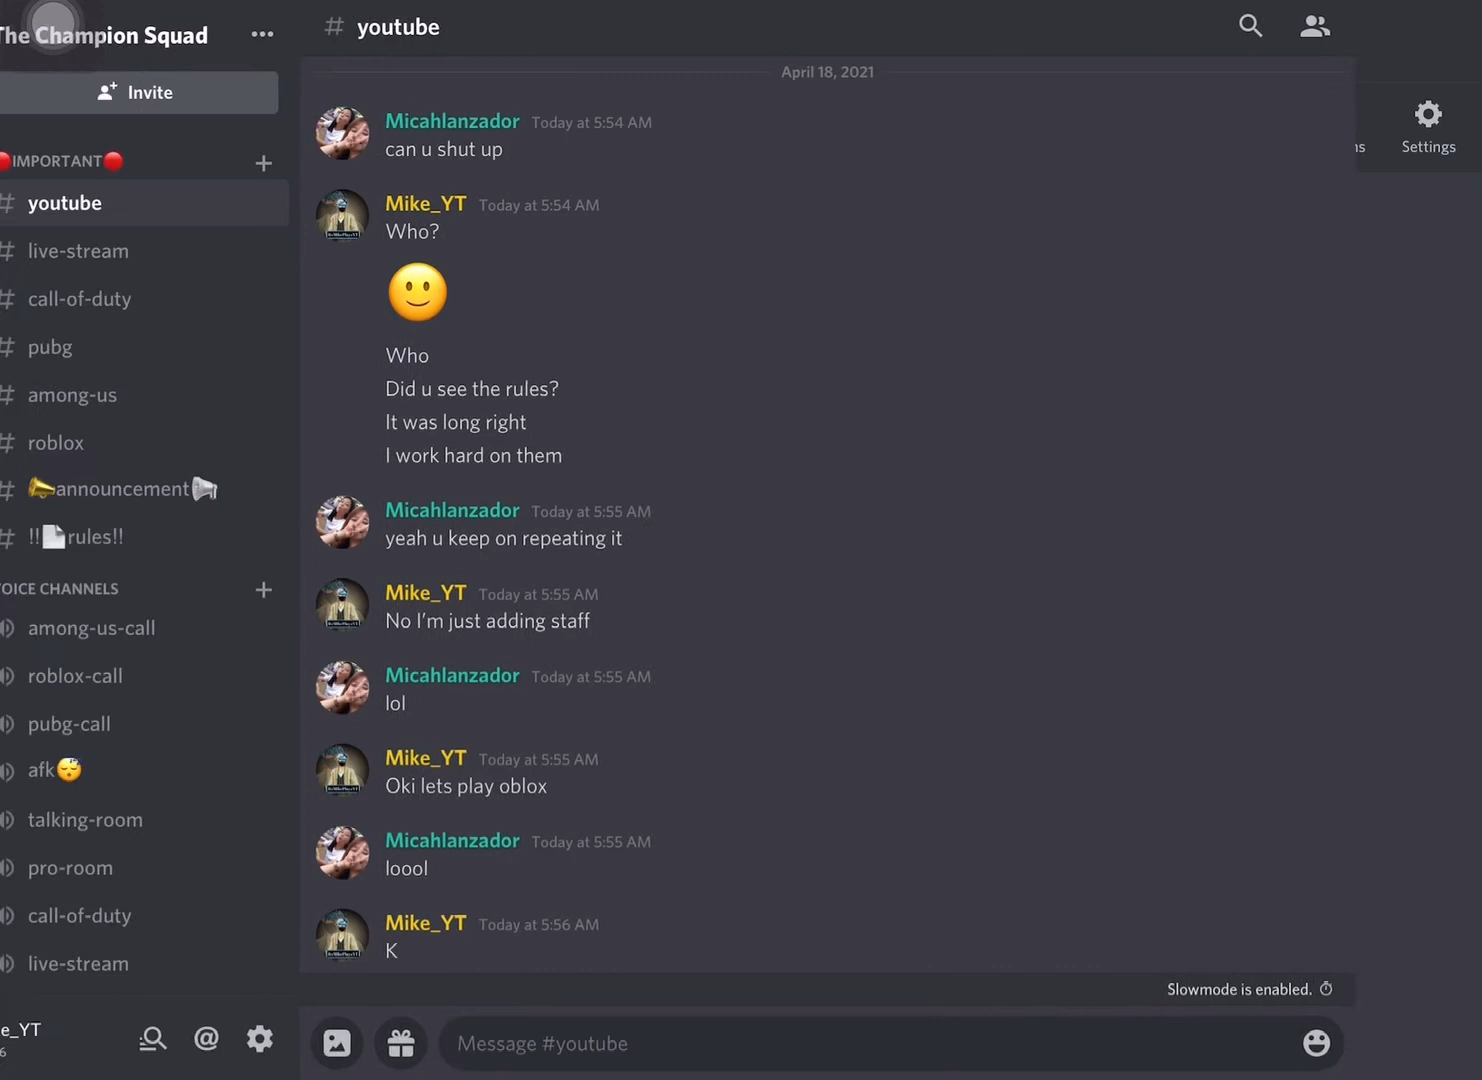 The Champion Squad
Invite
IMPORTANT
youtube
live-stream
call-of-duty
pubg
among-us
roblox
announcement
!!rules!!
VOICE CHANNELS
among-us-call
roblox-call
pubg-call
afk
talking-room
pro-room
call-of-duty
live-stream
e_YT
6
# youtube
April 18, 2021
Micahlanzador Today at 5:54 AM
can u shut up
Mike_YT Today at 5:54 AM
Who?
Who
Did u see the rules?
It was long right
I work hard on them
Micahlanzador Today at 5:55 AM
yeah u keep on repeating it
Mike_YT Today at 5:55 AM
No I’m just adding staff
Micahlanzador Today at 5:55 AM
lol
Mike_YT Today at 5:55 AM
Oki lets play oblox
Micahlanzador Today at 5:55 AM
loool
Mike_YT Today at 5:56 AM
K
Slowmode is enabled.
Message #youtube
Settings